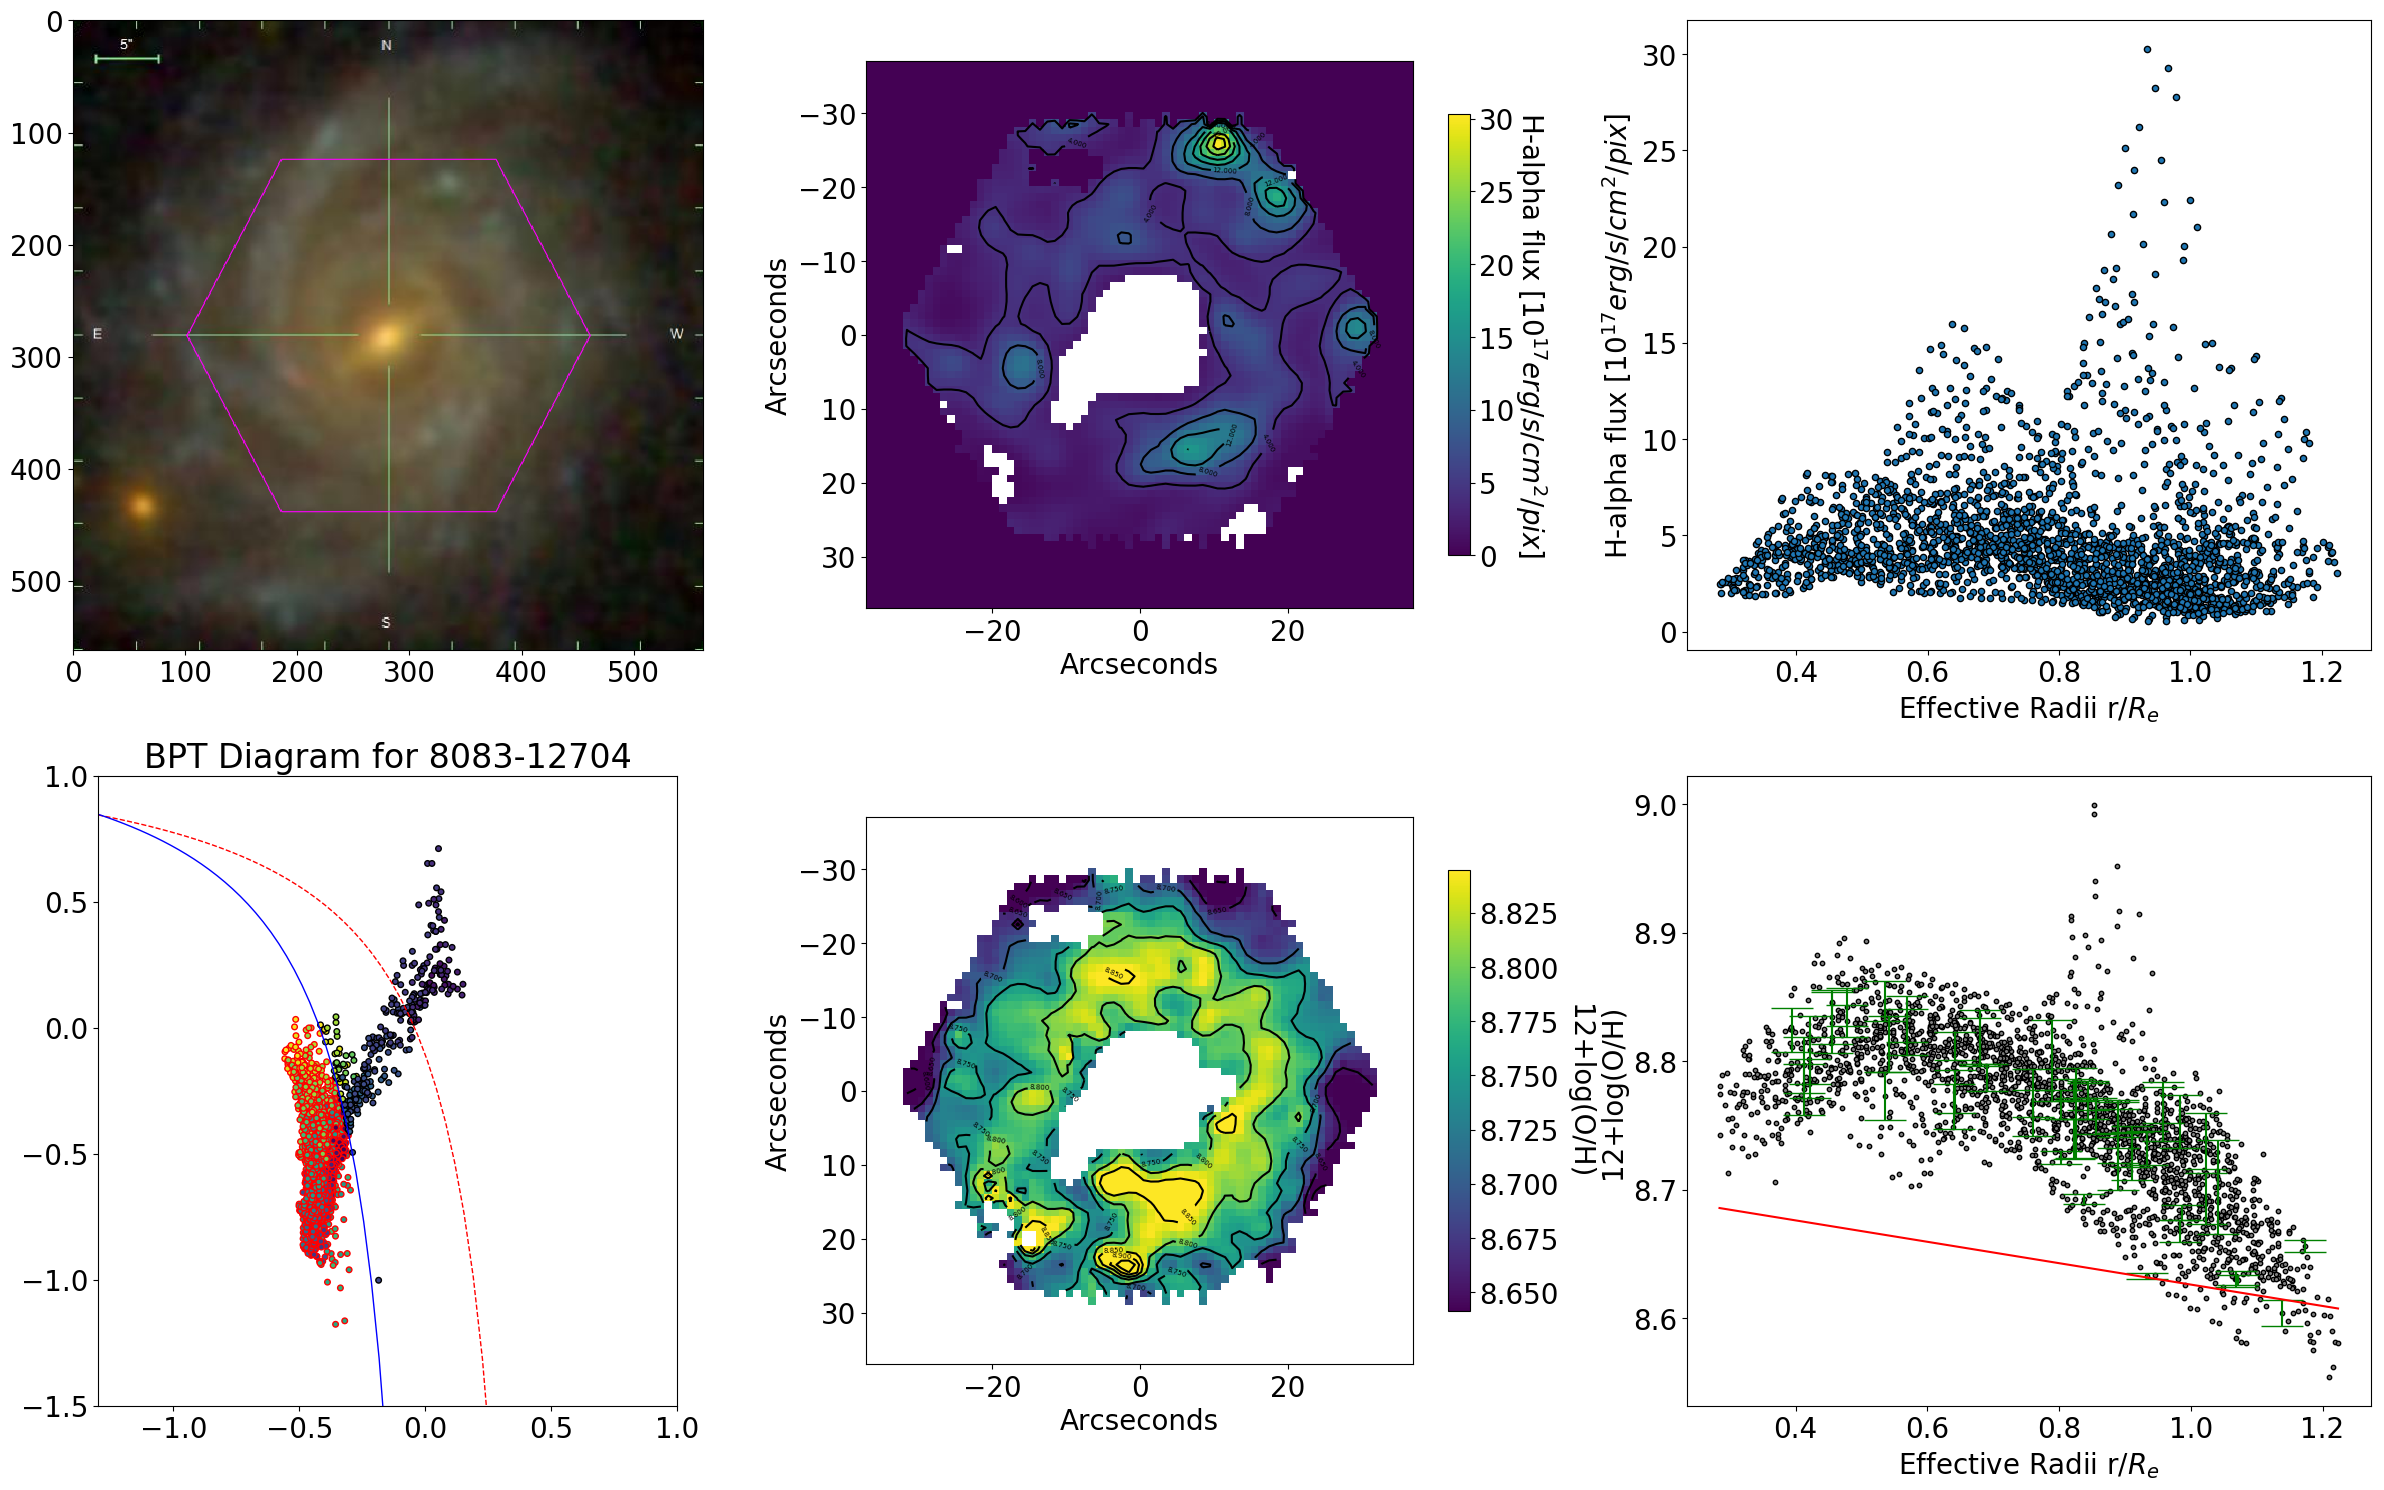 5"
N
E
W
S
0
100
200
300
400
500
0 100 200 300 400 500
−30
−20
−10
0
10
20
30
Arcseconds
−20 0 20
Arcseconds
30
25
20
15
10
5
0
H-alpha flux [10^17 erg/s/cm^2/pix]
H-alpha flux [10^17 erg/s/cm^2/pix]
30
25
20
15
10
5
0
0.4 0.6 0.8 1.0 1.2
Effective Radii r/R_e
BPT Diagram for 8083-12704
1.0
0.5
0.0
−0.5
−1.0
−1.5
−1.0 −0.5 0.0 0.5 1.0
−30
−20
−10
0
10
20
30
Arcseconds
−20 0 20
Arcseconds
8.825
8.800
8.775
8.750
8.725
8.700
8.675
8.650
12+log(O/H)
12+log(O/H)
9.0
8.9
8.8
8.7
8.6
0.4 0.6 0.8 1.0 1.2
Effective Radii r/R_e